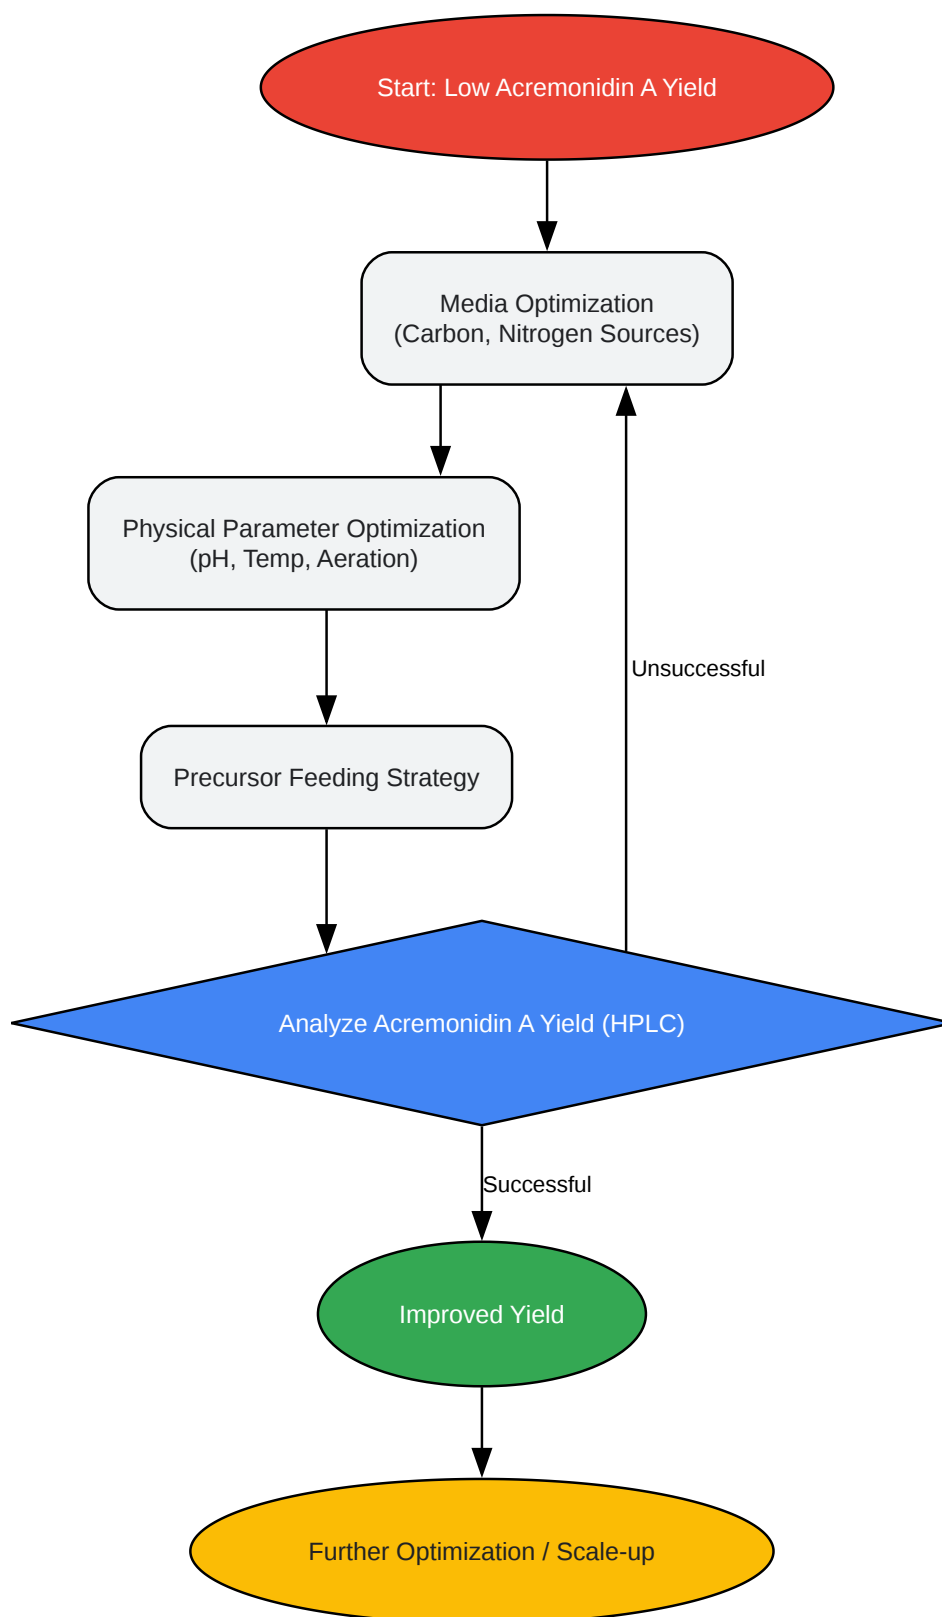 Start: Low Acremonidin A Yield
Media Optimization
(Carbon, Nitrogen Sources)
Physical Parameter Optimization
(pH, Temp, Aeration)
Unsuccessful
Precursor Feeding Strategy
Analyze Acremonidin A Yield (HPLC)
Successful
Improved Yield
Further Optimization / Scale-up